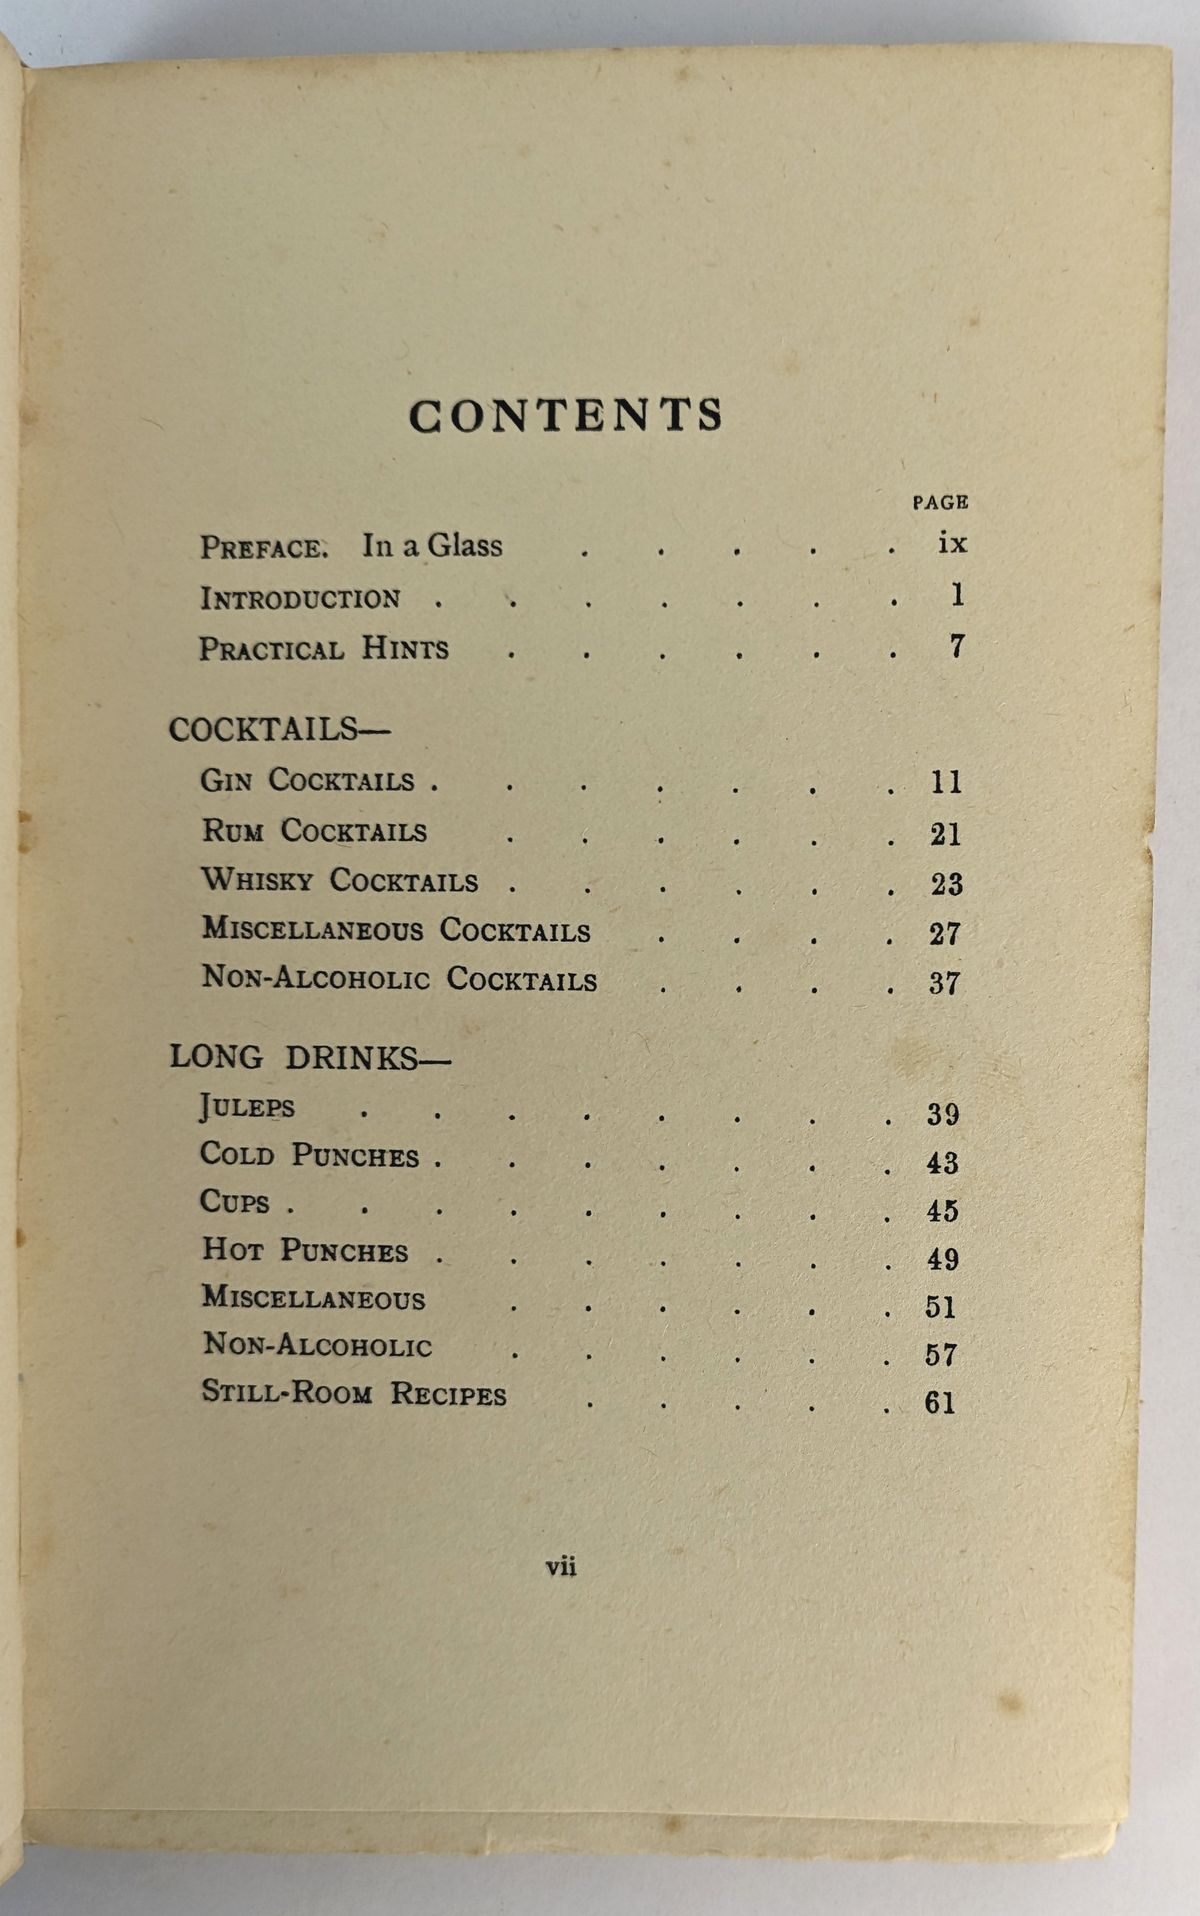 CONTENTS
PAGE
PREFACE. In a Glass . . . . . ix
INTRODUCTION . . . . . . . 1
PRACTICAL HINTS . . . . . . 7
COCKTAILS—
GIN COCKTAILS . . . . . . . 11
RUM COCKTAILS . . . . . . 21
WHISKY COCKTAILS . . . . . . 23
MISCELLANEOUS COCKTAILS . . . . 27
NON-ALCOHOLIC COCKTAILS . . . . 37
LONG DRINKS—
JULEPS . . . . . . . . 39
COLD PUNCHES . . . . . . . 43
CUPS . . . . . . . . . 45
HOT PUNCHES . . . . . . . 49
MISCELLANEOUS . . . . . . 51
NON-ALCOHOLIC . . . . . . 57
STILL-ROOM RECIPES . . . . . 61
vii